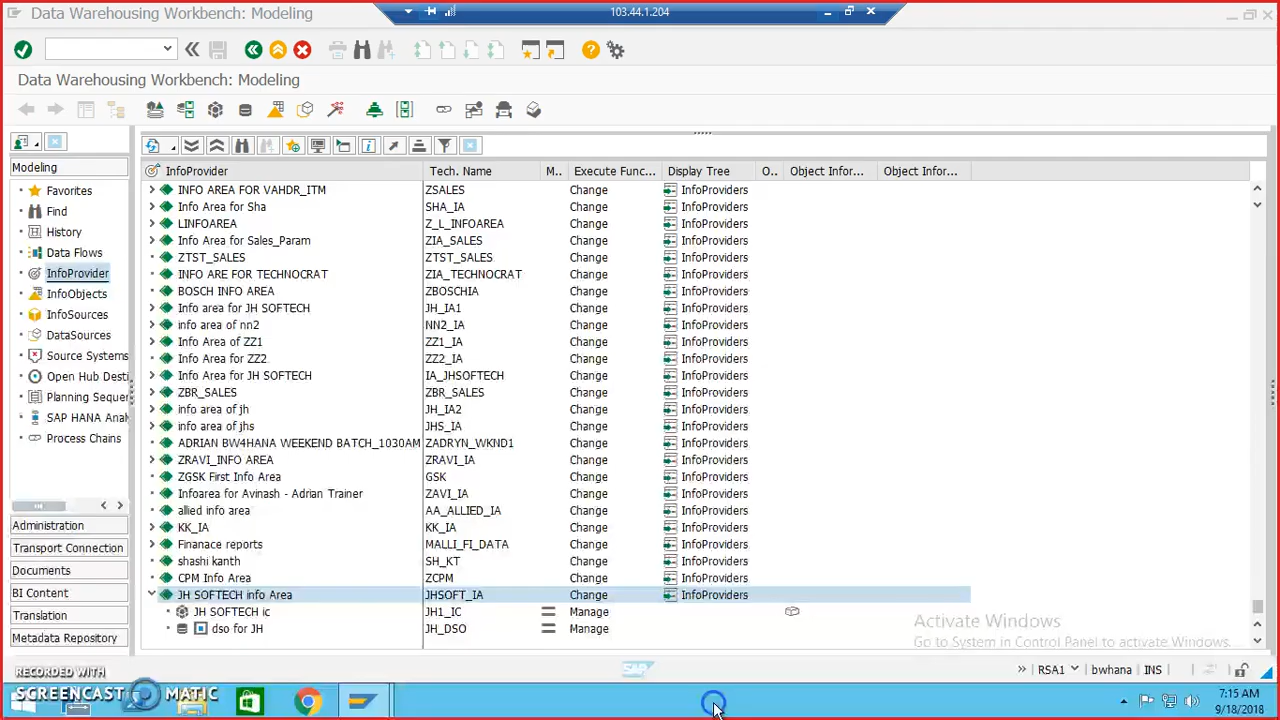 Data Warehousing Workbench: Modeling
103.44.1.204
Data Warehousing Workbench: Modeling
Modeling
Favorites
Find
History
Data Flows
InfoProvider
InfoObjects
InfoSources
DataSources
Source Systems
Open Hub Desti
Planning Sequer
SAP HANA Anal
Process Chains
Administration
Transport Connection
Documents
BI Content
Translation
Metadata Repository
InfoProvider Tech. Name M.. Execute Func... Display Tree O.. Object Infor... Object Infor...
INFO AREA FOR VAHDR_ITM ZSALES Change InfoProviders
Info Area for Sha SHA_IA Change InfoProviders
LINFOAREA Z_L_INFOAREA Change InfoProviders
Info Area for Sales_Param ZIA_SALES Change InfoProviders
ZTST_SALES ZTST_SALES Change InfoProviders
INFO ARE FOR TECHNOCRAT ZIA_TECHNOCRAT Change InfoProviders
BOSCH INFO AREA ZBOSCHIA Change InfoProviders
Info area for JH SOFTECH JH_IA1 Change InfoProviders
info area of nn2 NN2_IA Change InfoProviders
Info Area of ZZ1 ZZ1_IA Change InfoProviders
Info Area for ZZ2 ZZ2_IA Change InfoProviders
Info Area for JH SOFTECH IA_JHSOFTECH Change InfoProviders
ZBR_SALES ZBR_SALES Change InfoProviders
info area of jh JH_IA2 Change InfoProviders
info area of jhs JHS_IA Change InfoProviders
ADRIAN BW4HANA WEEKEND BATCH_1030AM ZADRYN_WKND1 Change InfoProviders
ZRAVI_INFO AREA ZRAVI_IA Change InfoProviders
ZGSK First Info Area GSK Change InfoProviders
Infoarea for Avinash - Adrian Trainer ZAVI_IA Change InfoProviders
allied info area AA_ALLIED_IA Change InfoProviders
KK_IA KK_IA Change InfoProviders
Finanace reports MALLI_FI_DATA Change InfoProviders
shashi kanth SH_KT Change InfoProviders
CPM Info Area ZCPM Change InfoProviders
JH SOFTECH info Area JHSOFT_IA Change InfoProviders
JH SOFTECH ic JH1_IC Manage
dso for JH JH_DSO Manage
Activate Windows
Go to System in Control Panel to activate Windows.
SAP
RSA1 bwhana INS
RECORDED WITH
SCREENCAST MATIC
7:15 AM
9/18/2018